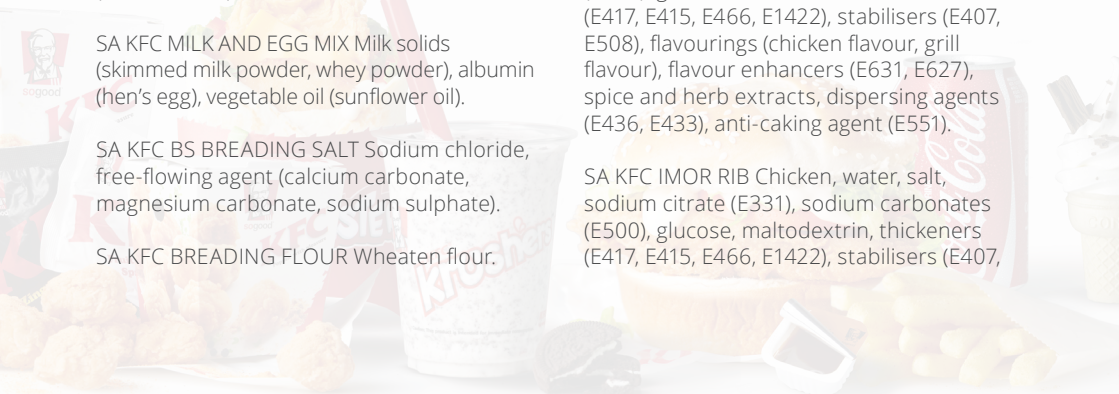 SA KFC MILK AND EGG MIX Milk solids
(skimmed milk powder, whey powder), albumin
(hen's egg), vegetable oil (sunflower oil).
SA KFC BS BREADING SALT Sodium chloride,
free-flowing agent (calcium carbonate,
magnesium carbonate, sodium sulphate).
SA KFC BREADING FLOUR Wheaten flour.
(E417, E415, E466, E1422), stabilisers (E407,
E508), flavourings (chicken flavour, grill
flavour), flavour enhancers (E631, E627),
spice and herb extracts, dispersing agents
(E436, E433), anti-caking agent (E551).
SA KFC IMOR RIB Chicken, water, salt,
sodium citrate (E331), sodium carbonates
(E500), glucose, maltodextrin, thickeners
(E417, E415, E466, E1422), stabilisers (E407,
KFC
sogood
Krusher